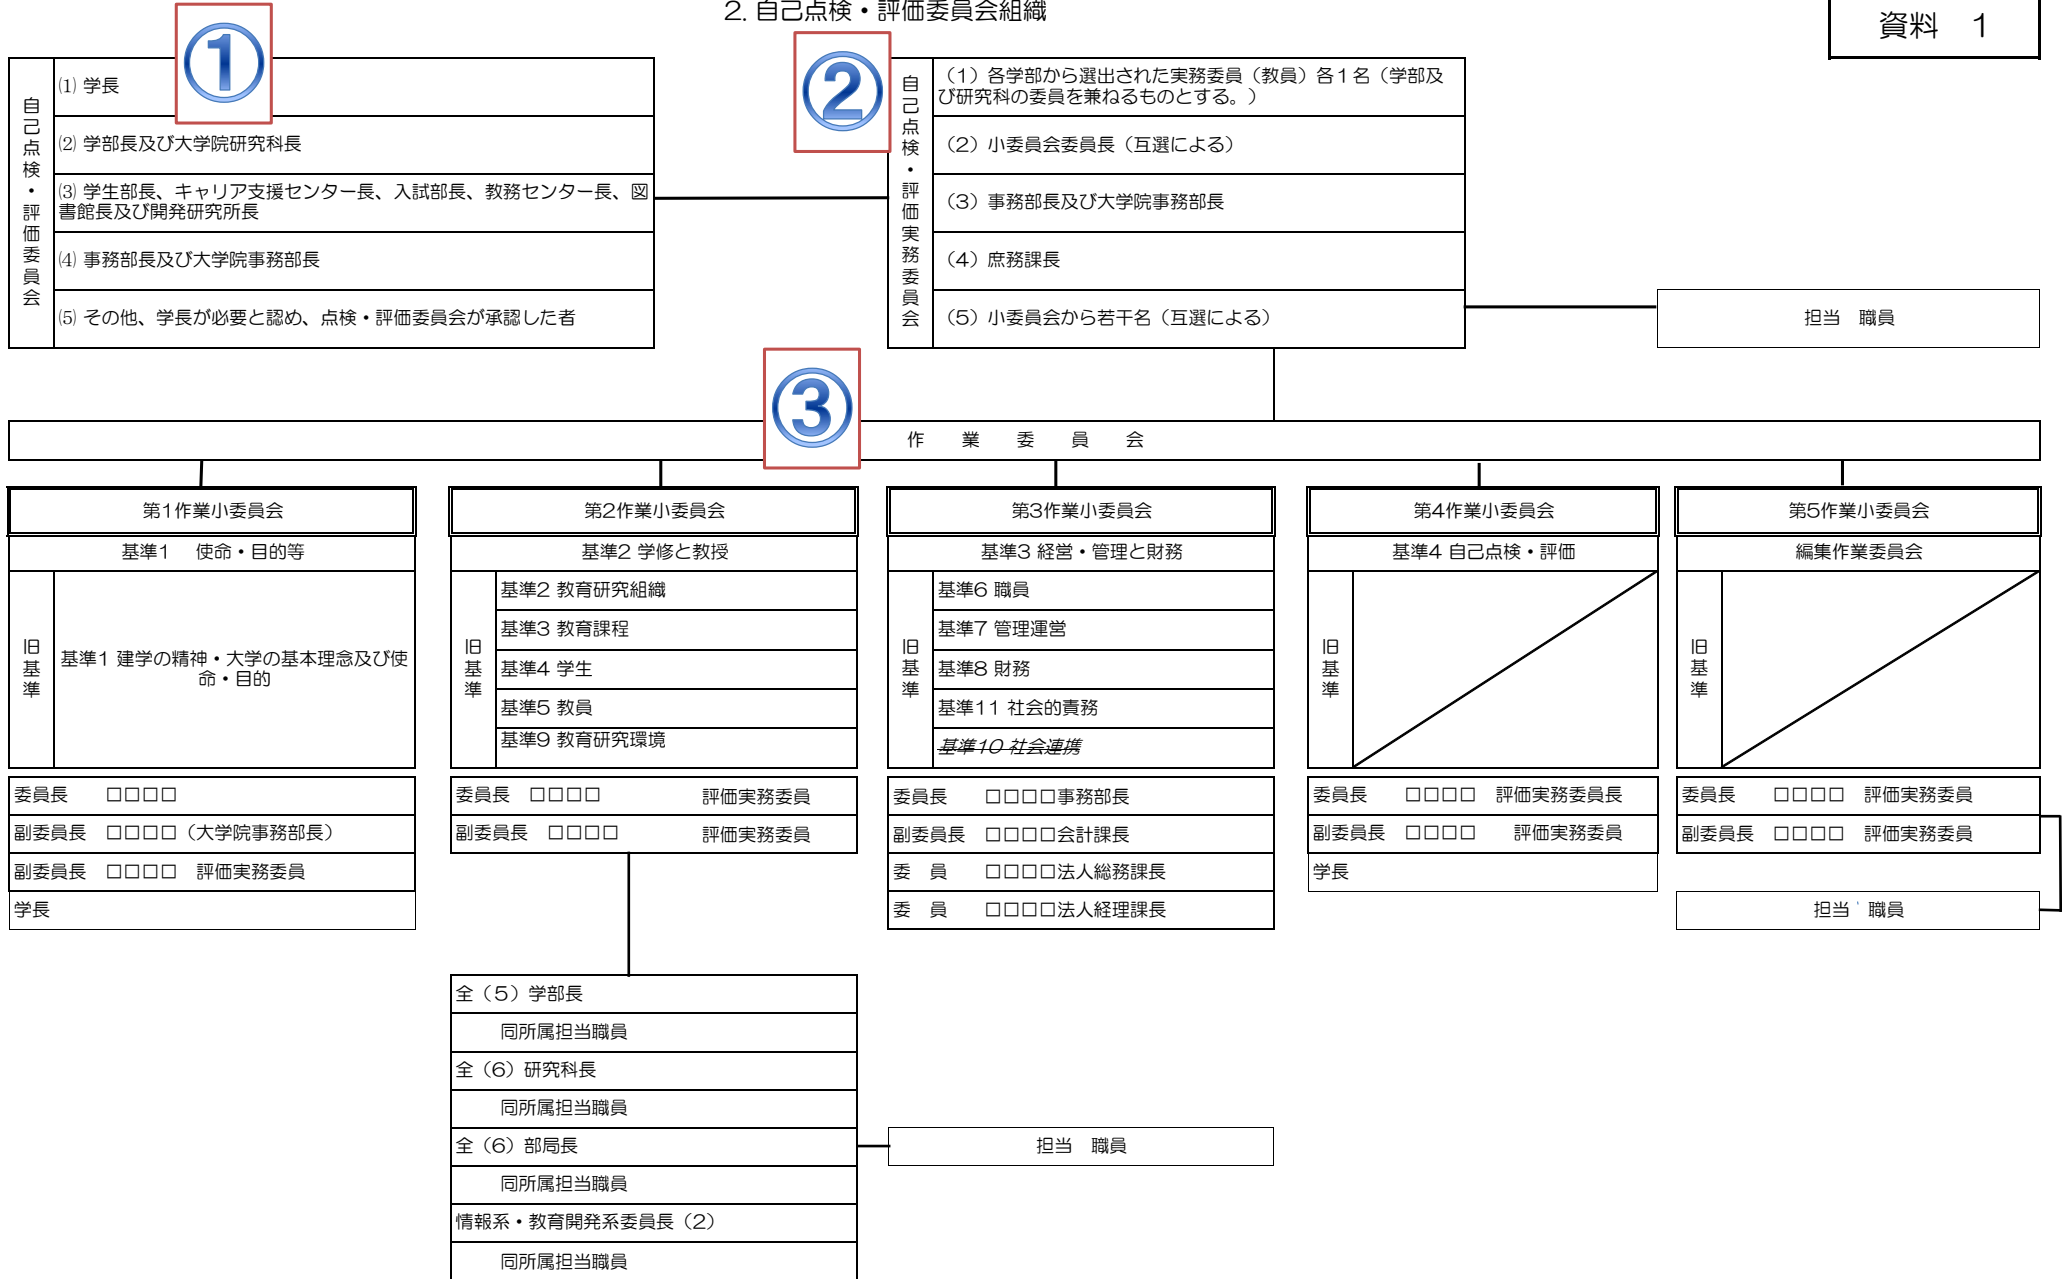 2. 自己点検・評価委員会組織
資料　1
①
②
③
自己点検・評価委員会
⑴ 学長
⑵ 学部長及び大学院研究科長
⑶ 学生部長、キャリア支援センター長、入試部長、教務センター長、図
書館長及び開発研究所長
⑷ 事務部長及び大学院事務部長
⑸ その他、学長が必要と認め、点検・評価委員会が承認した者
自己点検・評価実務委員会
（1）各学部から選出された実務委員（教員）各１名（学部及
び研究科の委員を兼ねるものとする。）
（2）小委員会委員長（互選による）
（3）事務部長及び大学院事務部長
（4）庶務課長
（5）小委員会から若干名（互選による）
担当　職員
作　業　委　員　会
第1作業小委員会
基準1　使命・目的等
旧基準
基準1 建学の精神・大学の基本理念及び使
命・目的
委員長　□□□□
副委員長　□□□□（大学院事務部長）
副委員長　□□□□　評価実務委員
学長
第2作業小委員会
基準2 学修と教授
旧基準
基準2 教育研究組織
基準3 教育課程
基準4 学生
基準5 教員
基準9 教育研究環境
委員長　□□□□　評価実務委員
副委員長　□□□□　評価実務委員
全（5）学部長
同所属担当職員
全（6）研究科長
同所属担当職員
全（6）部局長
同所属担当職員
情報系・教育開発系委員長（2）
同所属担当職員
担当　職員
第3作業小委員会
基準3 経営・管理と財務
旧基準
基準6 職員
基準7 管理運営
基準8 財務
基準11 社会的責務
基準10 社会連携
委員長　□□□□事務部長
副委員長　□□□□会計課長
委　員　□□□□法人総務課長
委　員　□□□□法人経理課長
第4作業小委員会
基準4 自己点検・評価
旧基準
委員長　□□□□　評価実務委員長
副委員長　□□□□　評価実務委員
学長
第5作業小委員会
編集作業委員会
旧基準
委員長　□□□□　評価実務委員
副委員長　□□□□　評価実務委員
担当　職員